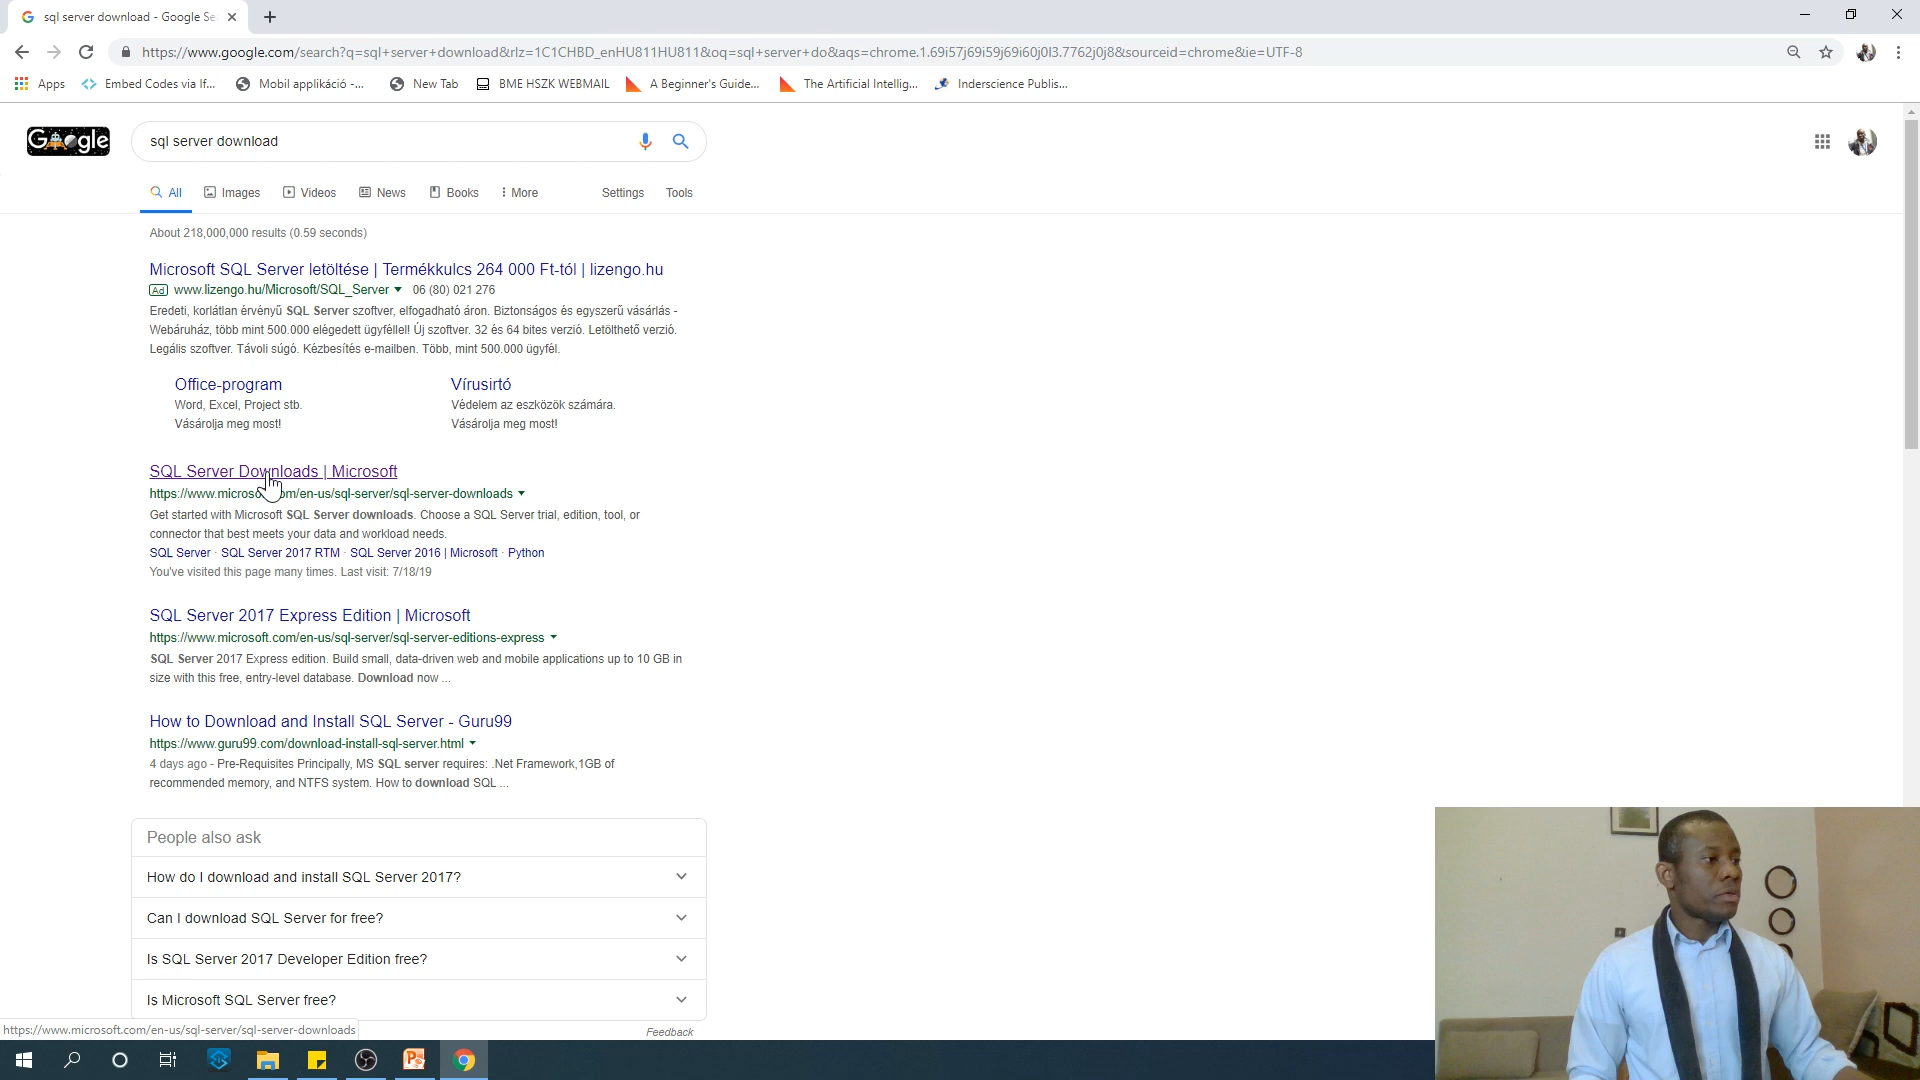 sql server download - Google Se
https://www.google.com/search?q=sql+server+download&rlz=1C1CHBD_enHU811HU811&oq=sql+server+do&aqs=chrome.1.69i57j69i59j69i60j0l3.7762j0j8&sourceid=chrome&ie=UTF-8
Apps Embed Codes via If... Mobil applikáció -... New Tab BME HSZK WEBMAIL A Beginner's Guide... The Artificial Intellig... Inderscience Publis...
Google
sql server download
All Images Videos News Books More Settings Tools
About 218,000,000 results (0.59 seconds)
Microsoft SQL Server letöltése | Termékkulcs 264 000 Ft-tól | lizengo.hu
Ad www.lizengo.hu/Microsoft/SQL_Server 06 (80) 021 276
Eredeti, korlátlan érvényű SQL Server szoftver, elfogadható áron. Biztonságos és egyszerű vásárlás -
Webáruház, több mint 500.000 elégedett ügyféllel! Új szoftver. 32 és 64 bites verzió. Letölthető verzió.
Legális szoftver. Távoli súgó. Kézbesítés e-mailben. Több, mint 500.000 ügyfél.
Office-program
Word, Excel, Project stb.
Vásárolja meg most!
Vírusirtó
Védelem az eszközök számára.
Vásárolja meg most!
SQL Server Downloads | Microsoft
https://www.microso om/en-us/sql-server/sql-server-downloads
Get started with Microsoft SQL Server downloads. Choose a SQL Server trial, edition, tool, or
connector that best meets your data and workload needs.
SQL Server · SQL Server 2017 RTM · SQL Server 2016 | Microsoft · Python
You've visited this page many times. Last visit: 7/18/19
SQL Server 2017 Express Edition | Microsoft
https://www.microsoft.com/en-us/sql-server/sql-server-editions-express
SQL Server 2017 Express edition. Build small, data-driven web and mobile applications up to 10 GB in
size with this free, entry-level database. Download now ...
How to Download and Install SQL Server - Guru99
https://www.guru99.com/download-install-sql-server.html
4 days ago - Pre-Requisites Principally, MS SQL server requires: .Net Framework,1GB of
recommended memory, and NTFS system. How to download SQL ...
People also ask
How do I download and install SQL Server 2017?
Can I download SQL Server for free?
Is SQL Server 2017 Developer Edition free?
Is Microsoft SQL Server free?
Feedback
https://www.microsoft.com/en-us/sql-server/sql-server-downloads